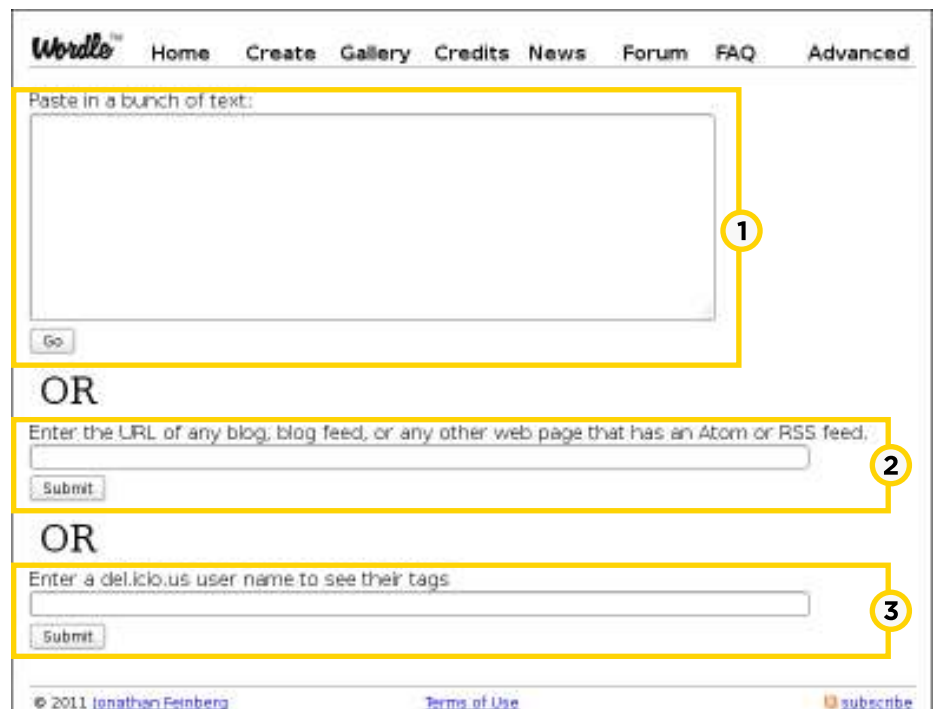 Wordle™ Home Create Gallery Credits News Forum FAQ Advanced
Paste in a bunch of text:
1
Go
OR
Enter the URL of any blog, blog feed, or any other web page that has an Atom or RSS feed.
2
Submit
OR
Enter a del.icio.us user name to see their tags
3
Submit
© 2011 Jonathan Feinberg Terms of Use subscribe